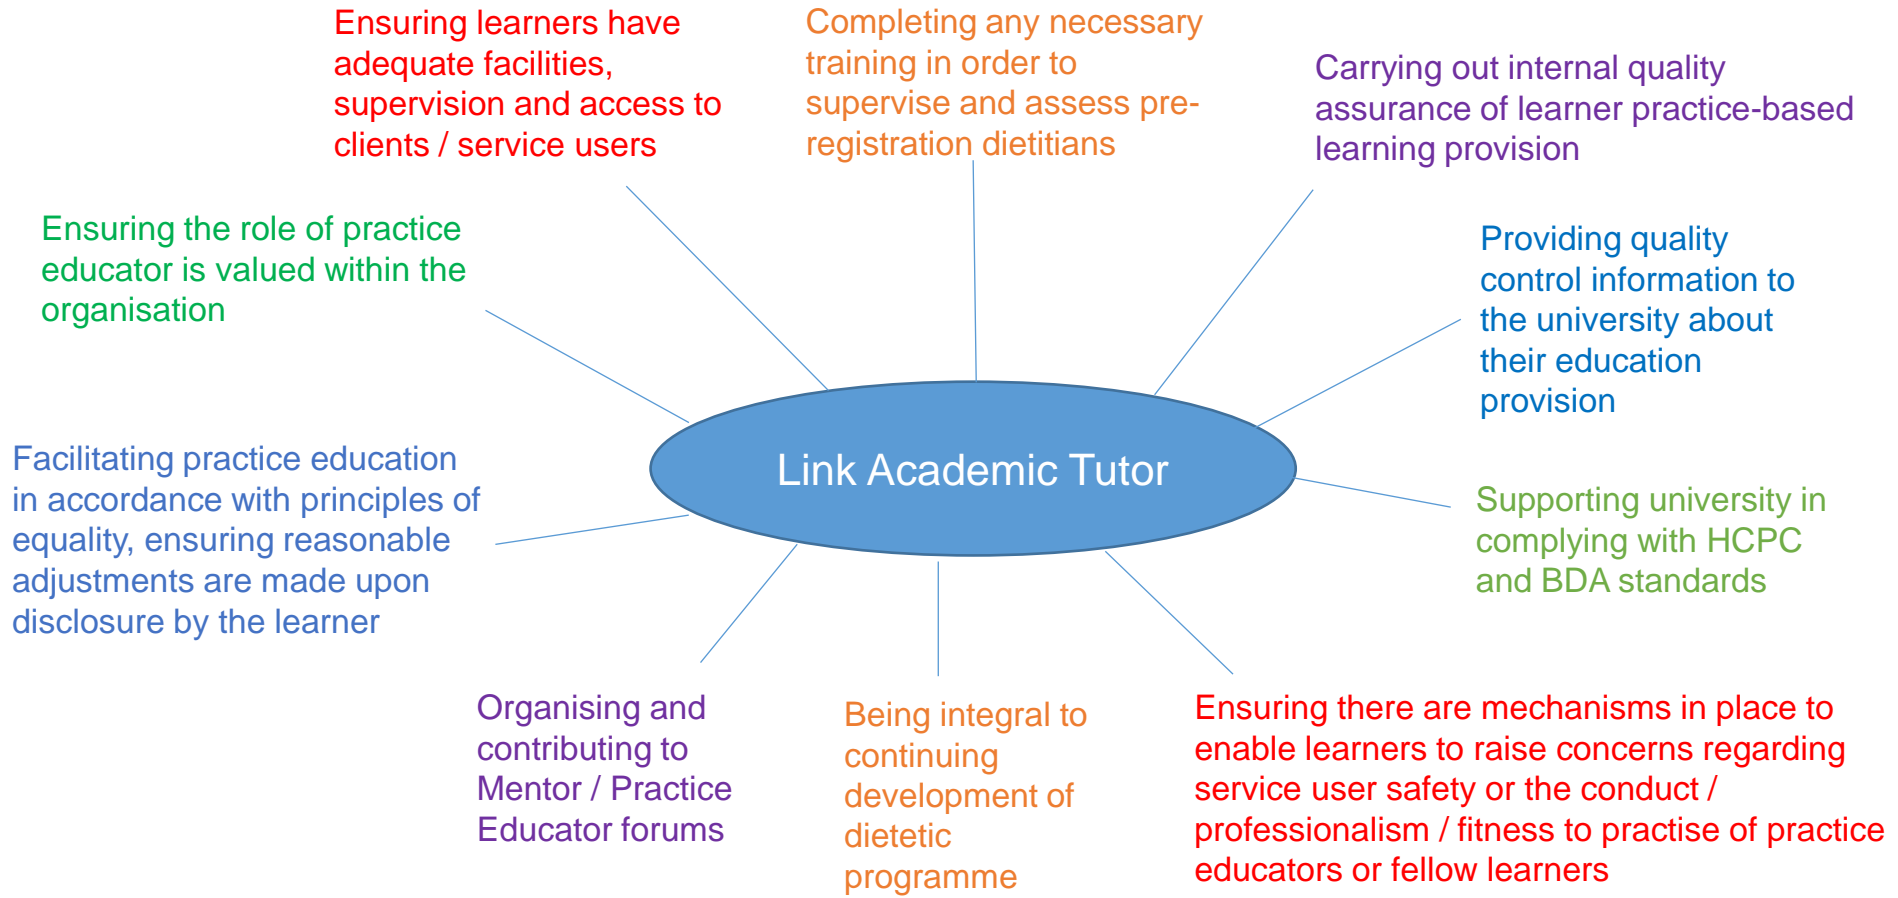 Ensuring learners have
adequate facilities,
supervision and access to
clients / service users
Completing any necessary
training in order to
supervise and assess pre-
registration dietitians
Carrying out internal quality
assurance of learner practice-based
learning provision
Ensuring the role of practice
educator is valued within the
organisation
Providing quality
control information to
the university about
their education
provision
Link Academic Tutor
Facilitating practice education
in accordance with principles of
equality, ensuring reasonable
adjustments are made upon
disclosure by the learner
Supporting university in
complying with HCPC
and BDA standards
Organising and
contributing to
Mentor / Practice
Educator forums
Being integral to
continuing
development of
dietetic
programme
Ensuring there are mechanisms in place to
enable learners to raise concerns regarding
service user safety or the conduct /
professionalism / fitness to practise of practice
educators or fellow learners